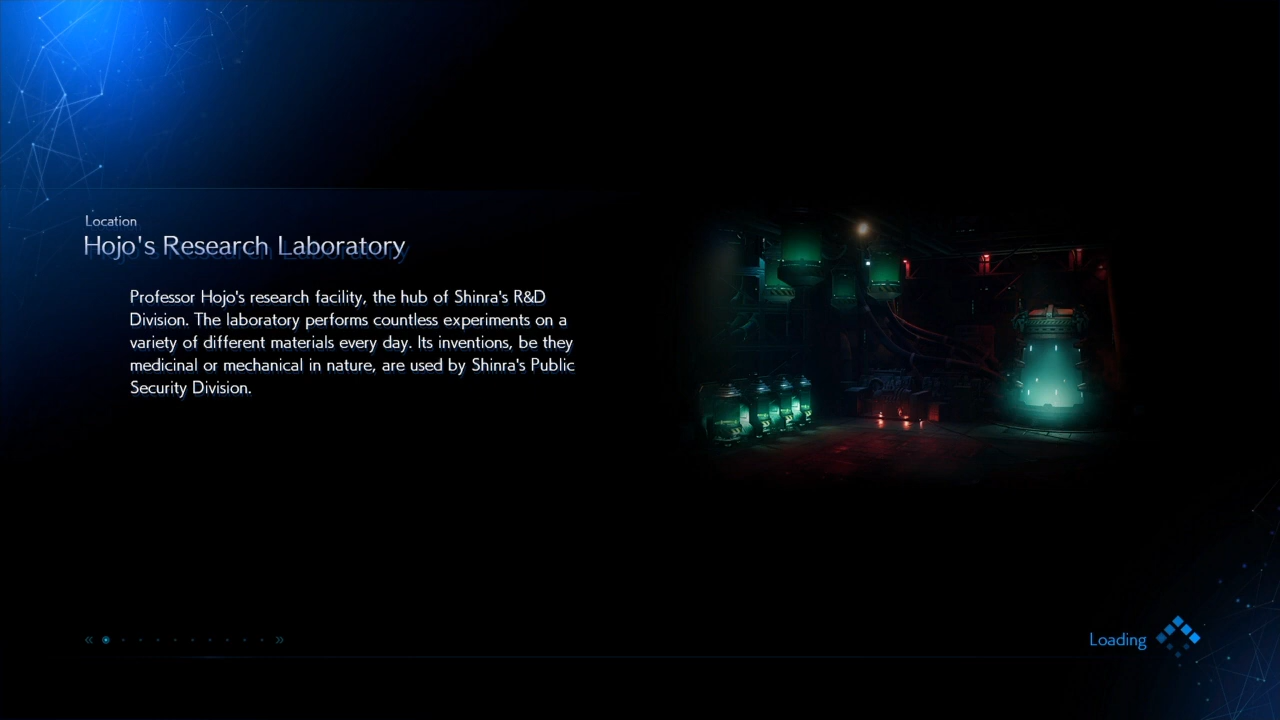 Location
Hojo's Research Laboratory
Professor Hojo's research facility, the hub of Shinra's R&D
Division. The laboratory performs countless experiments on a
variety of different materials every day. Its inventions, be they
medicinal or mechanical in nature, are used by Shinra's Public
Security Division.
Loading